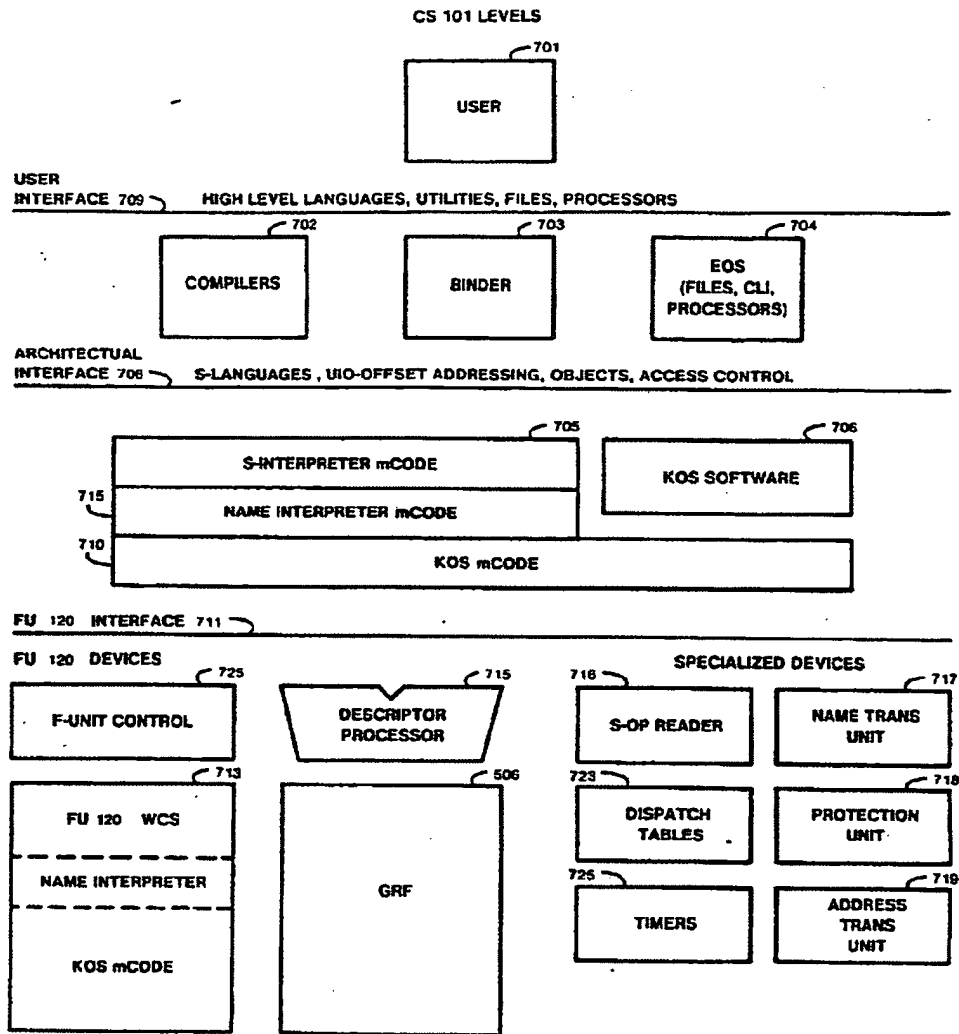 CS 101 LEVELS
701
USER
USER
INTERFACE 709 HIGH LEVEL LANGUAGES, UTILITIES, FILES, PROCESSORS
702
703
704
COMPILERS
BINDER
EOS
(FILES, CLI,
PROCESSORS)
ARCHITECTUAL
INTERFACE 708 S-LANGUAGES , UIO-OFFSET ADDRESSING, OBJECTS, ACCESS CONTROL
705
706
S-INTERPRETER mCODE
KOS SOFTWARE
715
NAME INTERPRETER mCODE
710
KOS mCODE
FU 120 INTERFACE 711
FU 120 DEVICES
SPECIALIZED DEVICES
725
715
716
717
F-UNIT CONTROL
DESCRIPTOR
PROCESSOR
S-OP READER
NAME TRANS
UNIT
713
506
723
718
FU 120 WCS
DISPATCH
TABLES
PROTECTION
UNIT
NAME INTERPRETER
GRF
725
719
TIMERS
ADDRESS
TRANS
UNIT
KOS mCODE